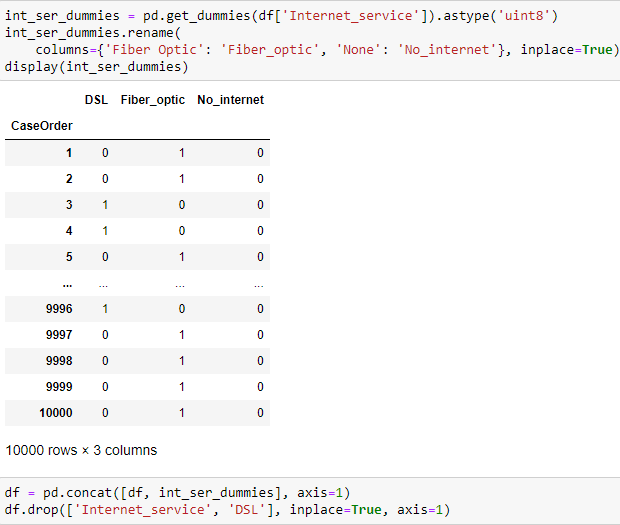 int_ser_dummies = pd.get_dummies(df['Internet_service']).astype('uint8')
int_ser_dummies.rename(
    columns={'Fiber Optic': 'Fiber_optic', 'None': 'No_internet'}, inplace=True)
display(int_ser_dummies)
DSL Fiber_optic No_internet
CaseOrder
1 0 1 0
2 0 1 0
3 1 0 0
4 1 0 0
5 0 1 0
... ... ... ...
9996 1 0 0
9997 0 1 0
9998 0 1 0
9999 0 1 0
10000 0 1 0
10000 rows × 3 columns
df = pd.concat([df, int_ser_dummies], axis=1)
df.drop(['Internet_service', 'DSL'], inplace=True, axis=1)